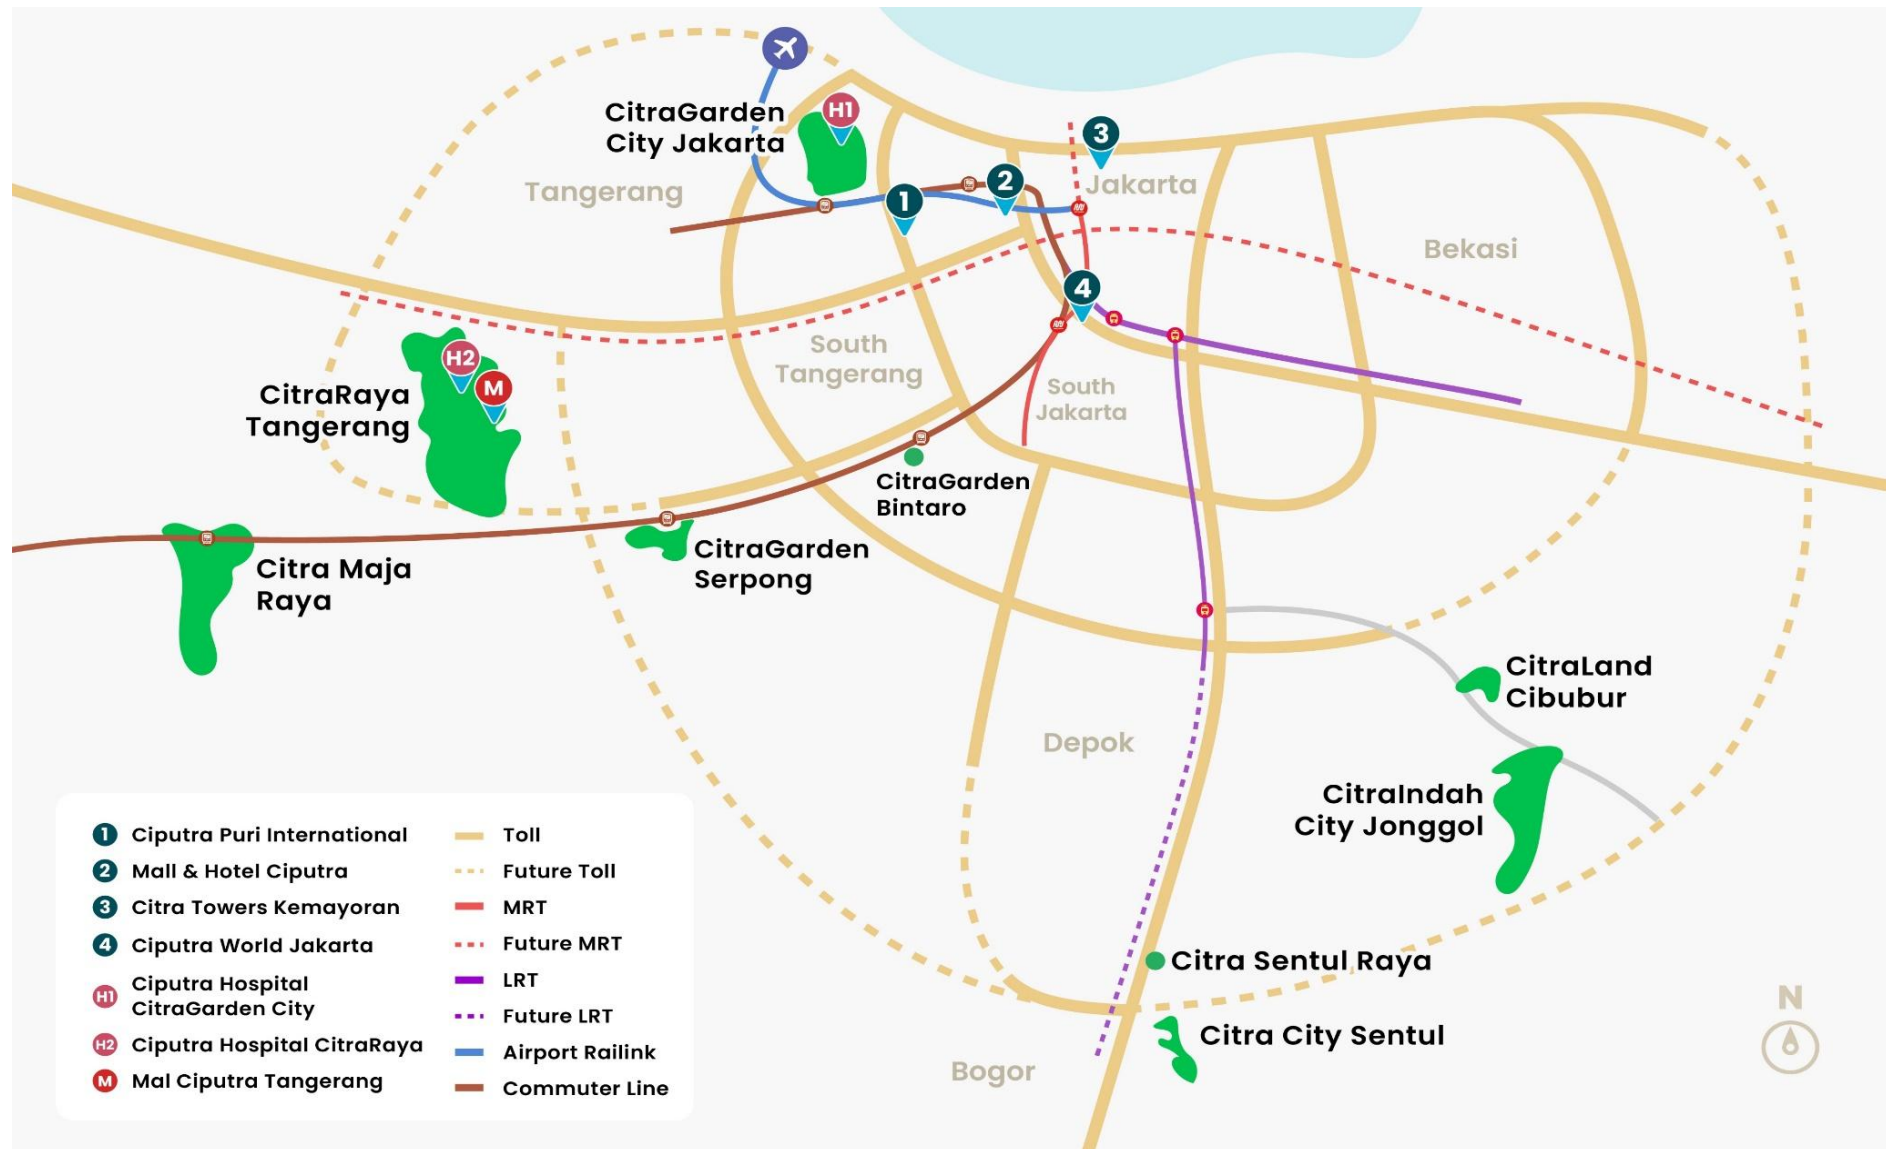 CitraGarden
City Jakarta
H1
3
Tangerang
1
2
Jakarta
Bekasi
4
South
Tangerang
South
Jakarta
H2
M
CitraRaya
Tangerang
CitraGarden
Bintaro
CitraGarden
Serpong
Citra Maja
Raya
CitraLand
Cibubur
Depok
CitraIndah
City Jonggol
Citra Sentul Raya
Citra City Sentul
Bogor
N
1 Ciputra Puri International
2 Mall & Hotel Ciputra
3 Citra Towers Kemayoran
4 Ciputra World Jakarta
H1 Ciputra Hospital
CitraGarden City
H2 Ciputra Hospital CitraRaya
M Mal Ciputra Tangerang
Toll
Future Toll
MRT
Future MRT
LRT
Future LRT
Airport Railink
Commuter Line